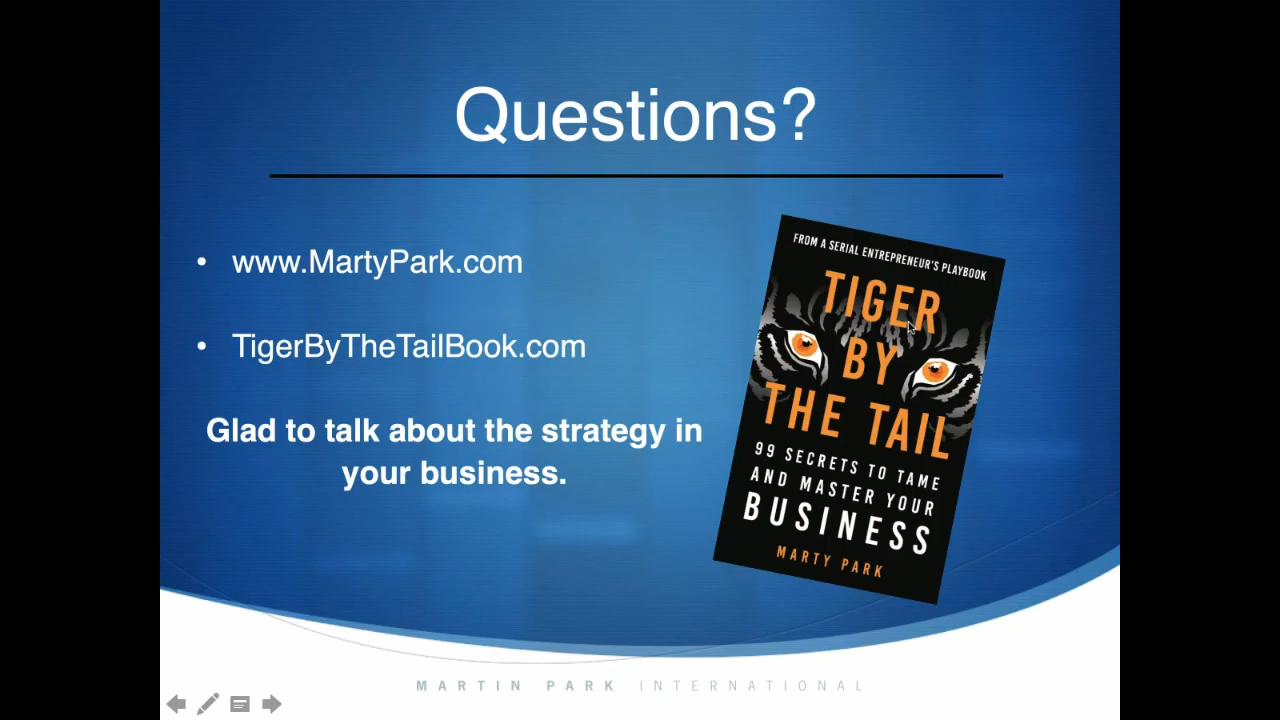 Questions?
• www.MartyPark.com
• TigerByTheTailBook.com
Glad to talk about the strategy in
your business.
FROM A SERIAL ENTREPRENEUR'S PLAYBOOK
TIGER
BY
THE TAIL
99 SECRETS TO TAME
AND MASTER YOUR
BUSINESS
MARTY PARK
MARTIN PARK INTERNATIONAL